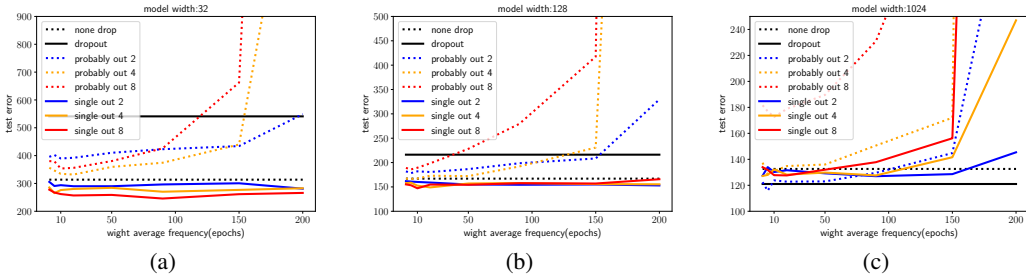 model width:32
900
800
700
600
500
400
300
200
test error
none drop
dropout
probably out 2
probably out 4
probably out 8
single out 2
single out 4
single out 8
10
50
100
150
200
wight average frequency(epochs)
(a)
model width:128
500
450
400
350
300
250
200
150
100
test error
none drop
dropout
probably out 2
probably out 4
probably out 8
single out 2
single out 4
single out 8
10
50
100
150
200
wight average frequency(epochs)
(b)
model width:1024
240
220
200
180
160
140
120
100
test error
none drop
dropout
probably out 2
probably out 4
probably out 8
single out 2
single out 4
single out 8
10
50
100
150
200
wight average frequency(epochs)
(c)